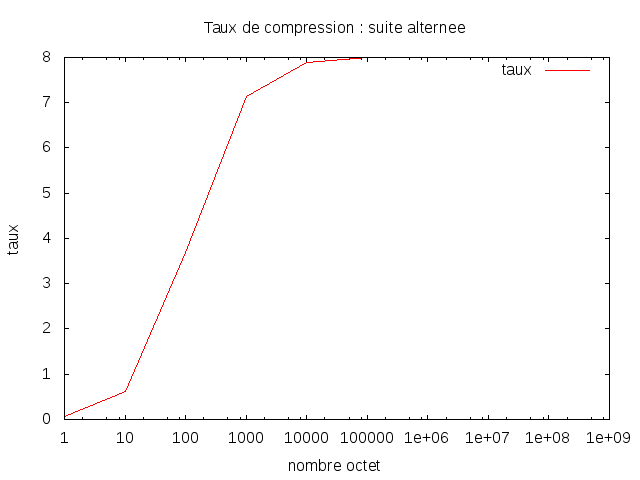 Taux de compression : suite alternee
taux
8
7
6
5
4
3
2
1
0
taux
1 10 100 1000 10000 100000 1e+06 1e+07 1e+08 1e+09
nombre octet